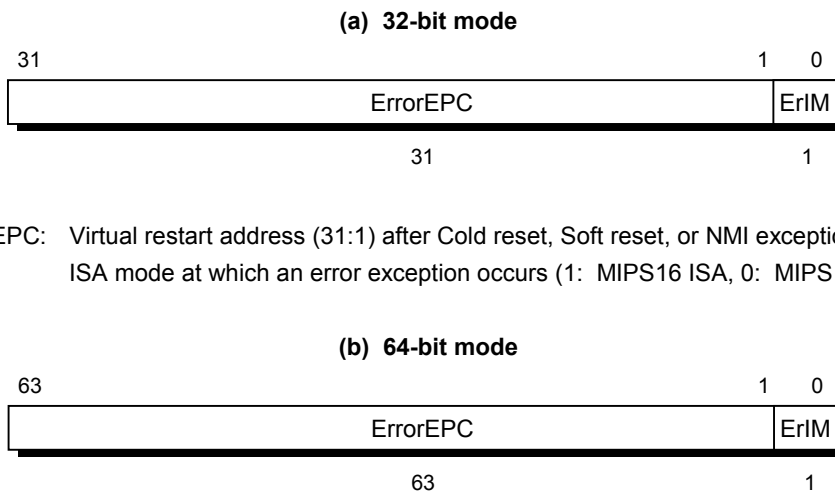 (a) 32-bit mode
31 1 0
ErrorEPC ErIM
31 1
EPC: Virtual restart address (31:1) after Cold reset, Soft reset, or NMI
ISA mode at which an error exception occurs (1: MIPS16 ISA, 0: MIPS
(b) 64-bit mode
63 1 0
ErrorEPC ErIM
63 1